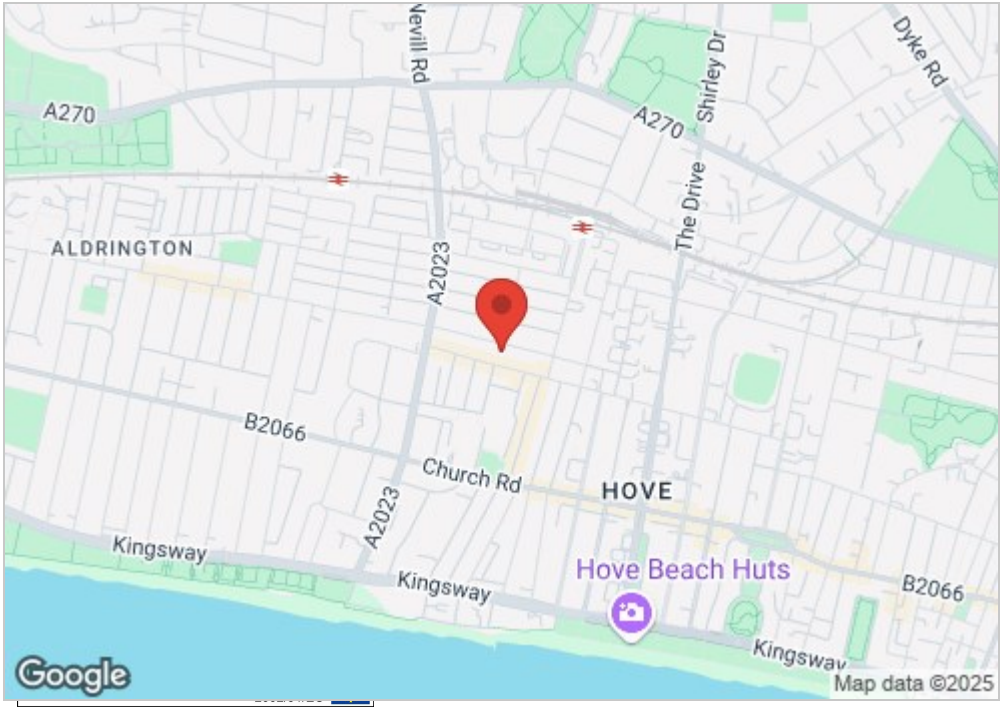 Nevill Rd
Shirley Dr
Dyke Rd
A270
A270
The Drive
ALDRINGTON
A2023
B2066
Church Rd
HOVE
A2023
Kingsway
Hove Beach Huts
Kingsway
B2066
Kingsway
Google
Map data ©2025